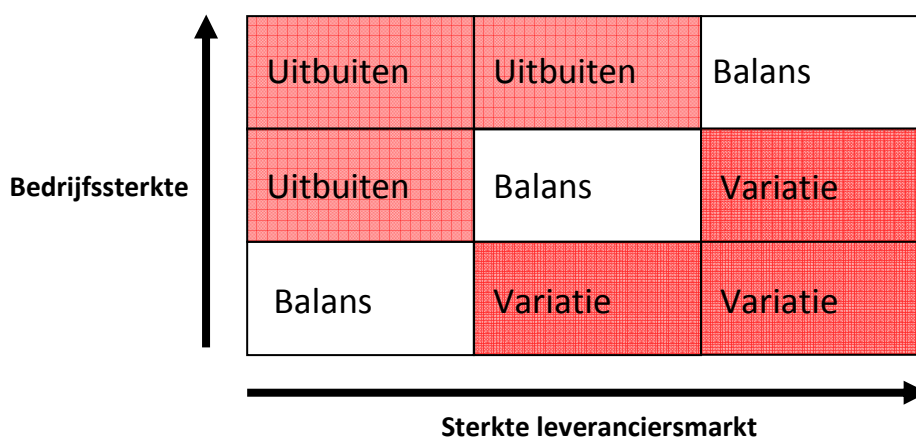 Uitbuiten Uitbuiten Balans
Bedrijfssterkte Uitbuiten Balans Variatie
Balans Variatie Variatie
Sterkte leveranciersmarkt